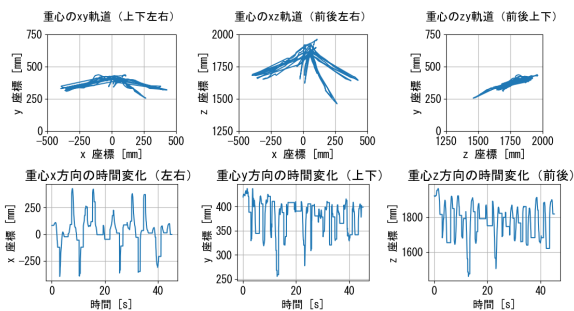 重心のxy軌道（上下左右）
重心のxz軌道（前後左右）
重心のzy軌道（前後上下）
y 座標 [mm]
750
500
250
0
-500
-250
0
250
500
x 座標 [mm]
z 座標 [mm]
2000
1750
1500
1250
-500
-250
0
250
500
x 座標 [mm]
y 座標 [mm]
750
500
250
0
1250
1500
1750
2000
z 座標 [mm]
重心x方向の時間変化（左右）
重心y方向の時間変化（上下）
重心z方向の時間変化（前後）
x 座標 [mm]
250
0
-250
0
20
40
時間 [s]
y 座標 [mm]
400
350
300
250
0
20
40
時間 [s]
z 座標 [mm]
1800
1600
0
20
40
時間 [s]